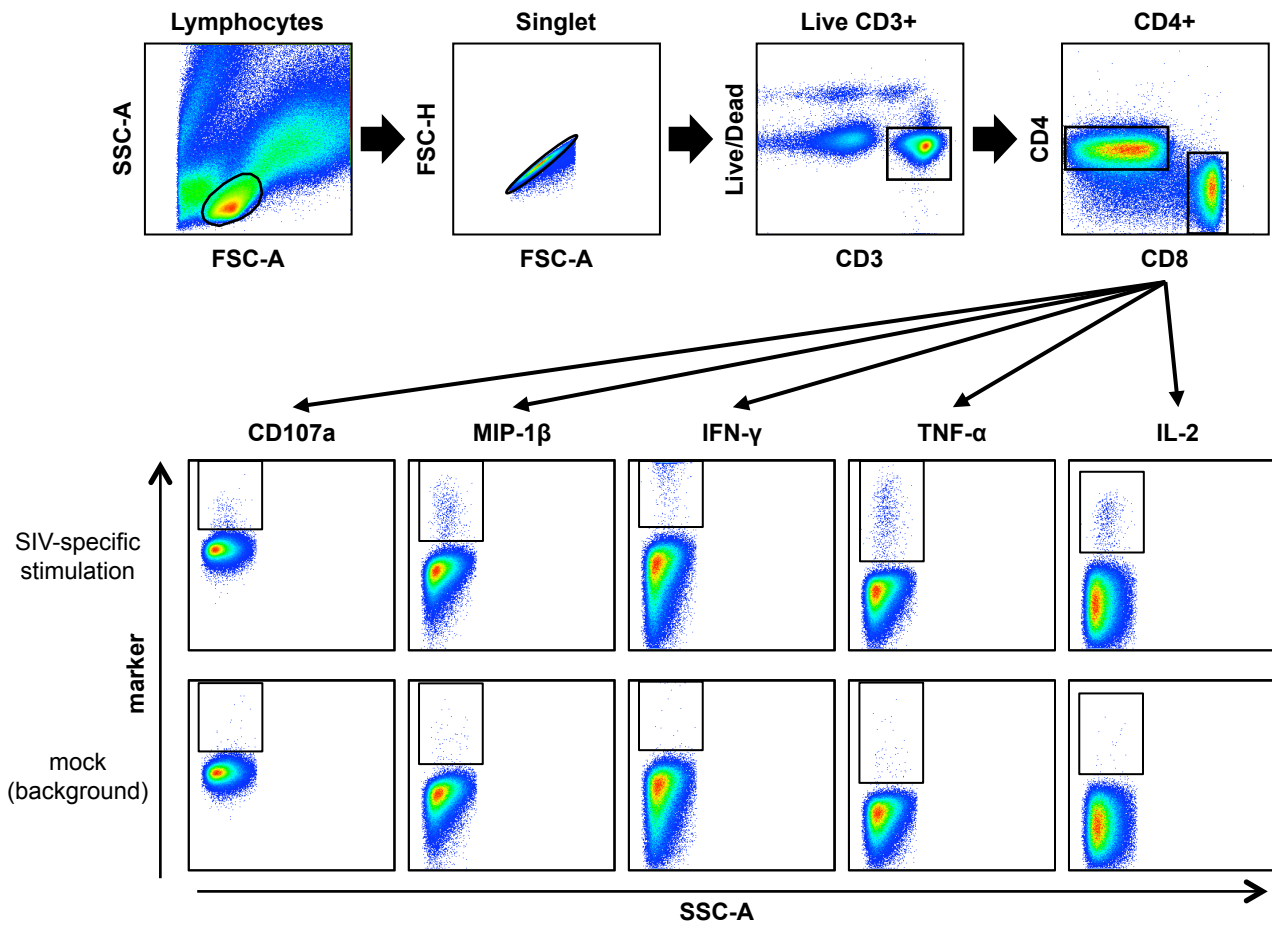 Lymphocytes
Singlet
Live CD3+
CD4+
SSC-A
FSC-H
Live/Dead
CD4
FSC-A
FSC-A
CD3
CD8
CD107a
MIP-1β
IFN-γ
TNF-α
IL-2
SIV-specific
stimulation
marker
mock
(background)
SSC-A